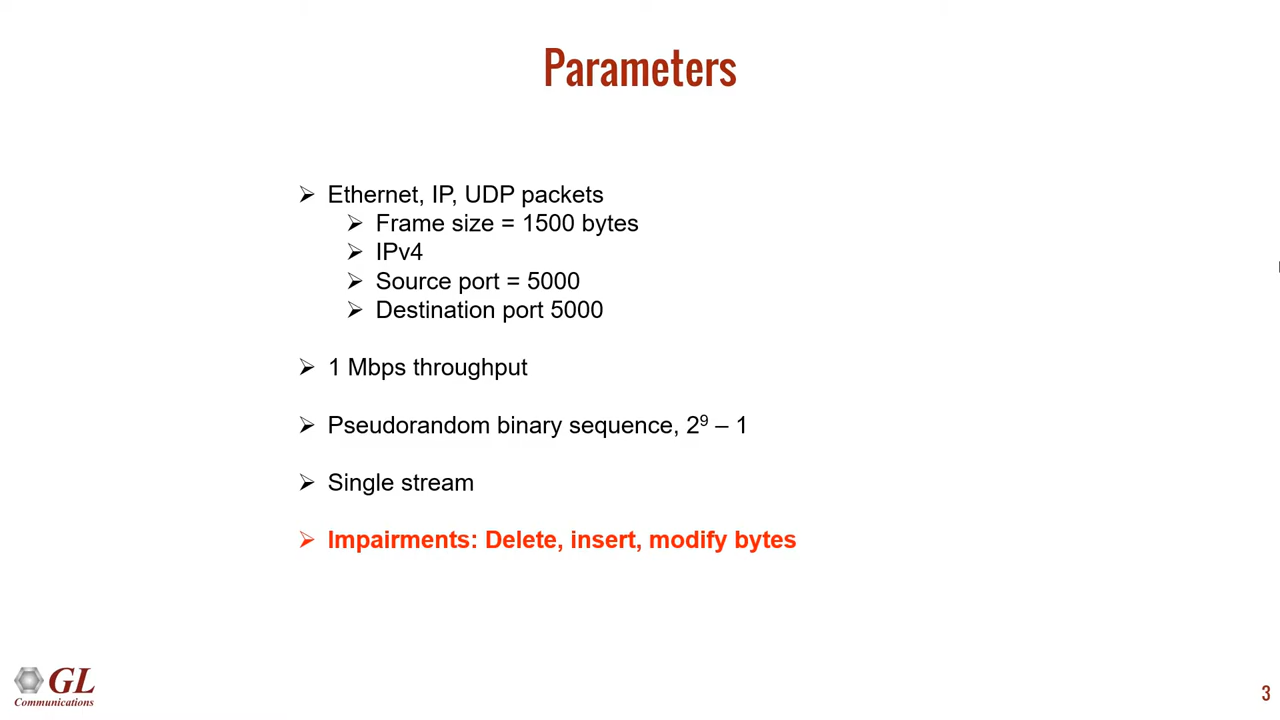 Parameters
➢ Ethernet, IP, UDP packets
➢ Frame size = 1500 bytes
➢ IPv4
➢ Source port = 5000
➢ Destination port 5000
➢ 1 Mbps throughput
➢ Pseudorandom binary sequence, 2⁹ – 1
➢ Single stream
➢ Impairments: Delete, insert, modify bytes
GL
Communications
3